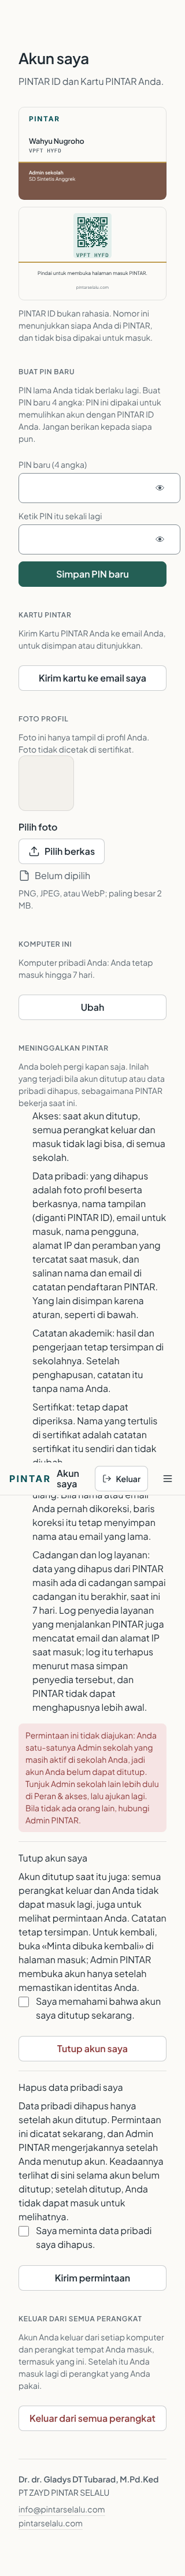 Akun saya
PINTAR ID dan Kartu PINTAR Anda.
PINTAR
Wahyu Nugroho
VPFT HYFD
Admin sekolah
SD Sintetis Anggrek
VPFT HYFD
Pindai untuk membuka halaman masuk PINTAR.
pintarselalu.com
PINTAR ID bukan rahasia. Nomor ini
menunjukkan siapa Anda di PINTAR,
dan tidak bisa dipakai untuk masuk.
BUAT PIN BARU
PIN lama Anda tidak berlaku lagi. Buat
PIN baru 4 angka: PIN ini dipakai untuk
memulihkan akun dengan PINTAR ID
Anda. Jangan berikan kepada siapa
pun.
PIN baru (4 angka)
Ketik PIN itu sekali lagi
Simpan PIN baru
KARTU PINTAR
Kirim Kartu PINTAR Anda ke email Anda,
untuk disimpan atau ditunjukkan.
Kirim kartu ke email saya
FOTO PROFIL
Foto ini hanya tampil di profil Anda.
Foto tidak dicetak di sertifikat.
Pilih foto
Pilih berkas
Belum dipilih
PNG, JPEG, atau WebP; paling besar 2
MB.
KOMPUTER INI
Komputer pribadi Anda: Anda tetap
masuk hingga 7 hari.
Ubah
MENINGGALKAN PINTAR
Anda boleh pergi kapan saja. Inilah
yang terjadi bila akun ditutup atau data
pribadi dihapus, sebagaimana PINTAR
bekerja saat ini.
Akses: saat akun ditutup,
semua perangkat keluar dan
masuk tidak lagi bisa, di semua
sekolah.
Data pribadi: yang dihapus
adalah foto profil beserta
berkasnya, nama tampilan
(diganti PINTAR ID), email untuk
masuk, nama pengguna,
alamat IP dan peramban yang
tercatat saat masuk, dan
salinan nama dan email di
catatan pendaftaran PINTAR.
Yang lain disimpan karena
aturan, seperti di bawah.
Catatan akademik: hasil dan
pengerjaan tetap tersimpan di
sekolahnya. Setelah
penghapusan, catatan itu
tanpa nama Anda.
Sertifikat: tetap dapat
diperiksa. Nama yang tertulis
di sertifikat adalah catatan
sertifikat itu sendiri dan tidak
PINTAR
Akun
saya
Keluar
ulang. Bila nama atau email
Anda pernah dikoreksi, baris
koreksi itu tetap menyimpan
nama atau email yang lama.
Cadangan dan log layanan:
data yang dihapus dari PINTAR
masih ada di cadangan sampai
cadangan itu berakhir, saat ini
7 hari. Log penyedia layanan
yang menjalankan PINTAR juga
mencatat email dan alamat IP
saat masuk; log itu terhapus
menurut masa simpan
penyedia tersebut, dan
PINTAR tidak dapat
menghapusnya lebih awal.
Permintaan ini tidak diajukan: Anda
satu-satunya Admin sekolah yang
masih aktif di sekolah Anda, jadi
akun Anda belum dapat ditutup.
Tunjuk Admin sekolah lain lebih dulu
di Peran & akses, lalu ajukan lagi.
Bila tidak ada orang lain, hubungi
Admin PINTAR.
Tutup akun saya
Akun ditutup saat itu juga: semua
perangkat keluar dan Anda tidak
dapat masuk lagi, juga untuk
melihat permintaan Anda. Catatan
tetap tersimpan. Untuk kembali,
buka «Minta dibuka kembali» di
halaman masuk; Admin PINTAR
membuka akun hanya setelah
memastikan identitas Anda.
Saya memahami bahwa akun
saya ditutup sekarang.
Tutup akun saya
Hapus data pribadi saya
Data pribadi dihapus hanya
setelah akun ditutup. Permintaan
ini dicatat sekarang, dan Admin
PINTAR mengerjakannya setelah
Anda menutup akun. Keadaannya
terlihat di sini selama akun belum
ditutup; setelah ditutup, Anda
tidak dapat masuk untuk
melihatnya.
Saya meminta data pribadi
saya dihapus.
Kirim permintaan
KELUAR DARI SEMUA PERANGKAT
Akun Anda keluar dari setiap komputer
dan perangkat tempat Anda masuk,
termasuk yang ini. Setelah itu Anda
masuk lagi di perangkat yang Anda
pakai.
Keluar dari semua perangkat
Dr. dr. Gladys DT Tubarad, M.Pd.Ked
PT ZAYD PINTAR SELALU
info@pintarselalu.com
pintarselalu.com